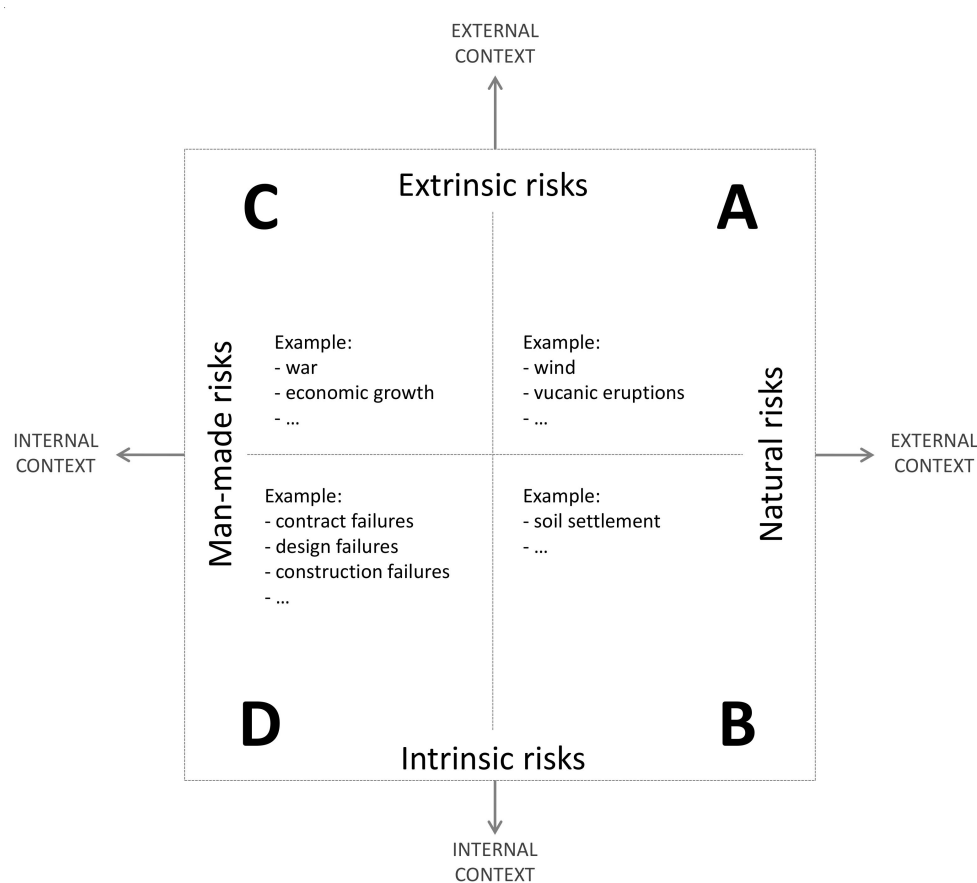 EXTERNAL
CONTEXT
Extrinsic risks
C
A
Man-made risks
Example:
- war
- economic growth
- ...
Example:
- wind
- vucanic eruptions
- ...
Natural risks
INTERNAL
CONTEXT
EXTERNAL
CONTEXT
Example:
- contract failures
- design failures
- construction failures
- ...
Example:
- soil settlement
- ...
D
B
Intrinsic risks
INTERNAL
CONTEXT